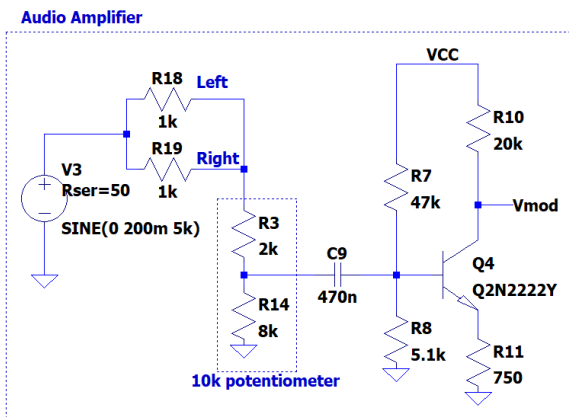 Audio Amplifier
VCC
R18
Left
1k
R19
Right
1k
V3
Rser=50
SINE(0 200m 5k)
R3
2k
R14
8k
10k potentiometer
C9
470n
R7
47k
R8
5.1k
R10
20k
Vmod
Q4
Q2N2222Y
R11
750